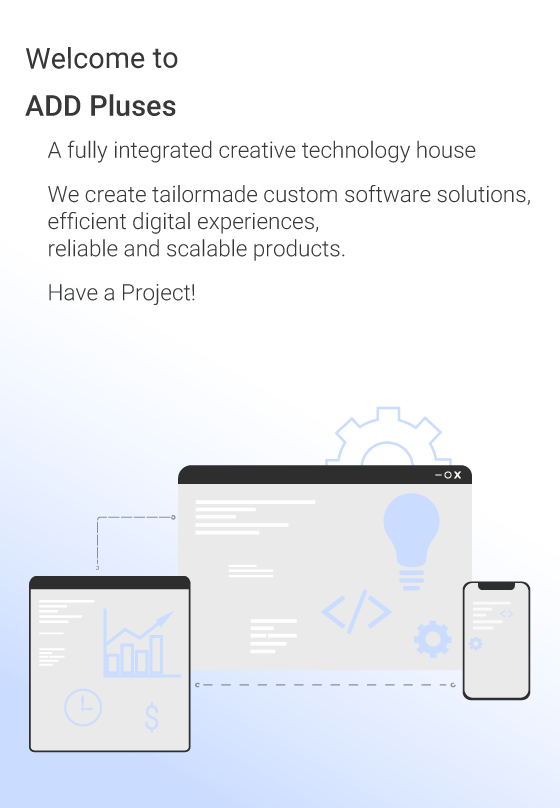 Welcome to
ADD Pluses
A fully integrated creative technology house
We create tailormade custom software solutions,
efficient digital experiences,
reliable and scalable products.
Have a Project!